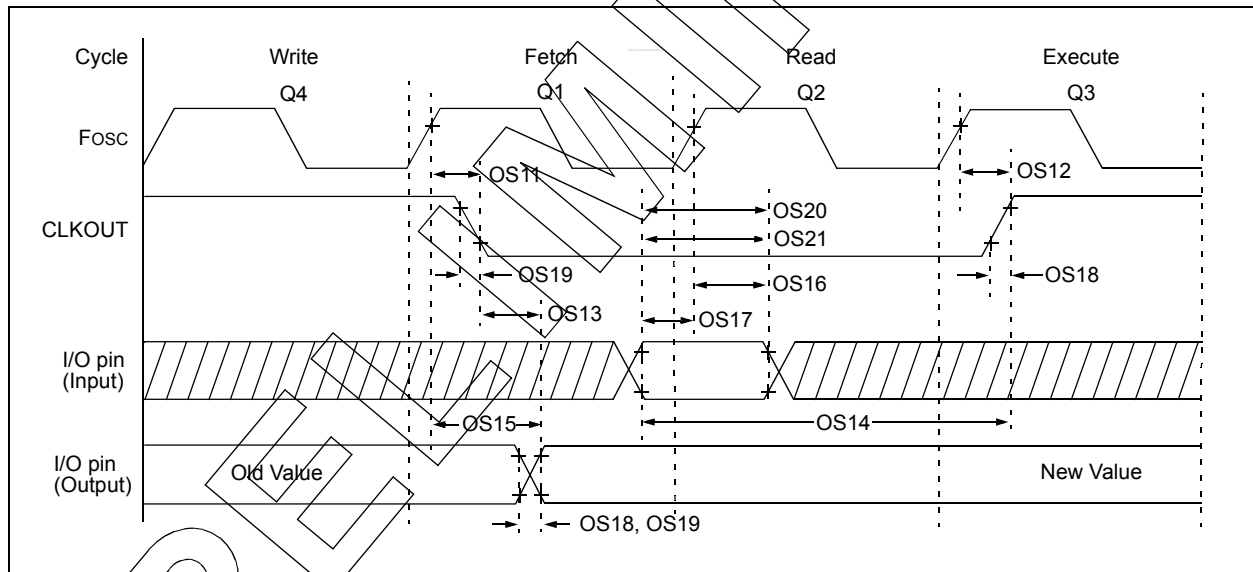 Cycle Write Fetch Read Execute
Q4 Q1 Q2 Q3
FOSC
OS11 OS12
CLKOUT
OS20
OS21
OS19 OS16 OS18
OS13 OS17
I/O pin
(Input)
OS15 OS14
I/O pin
(Output)
Old Value New Value
OS18, OS19